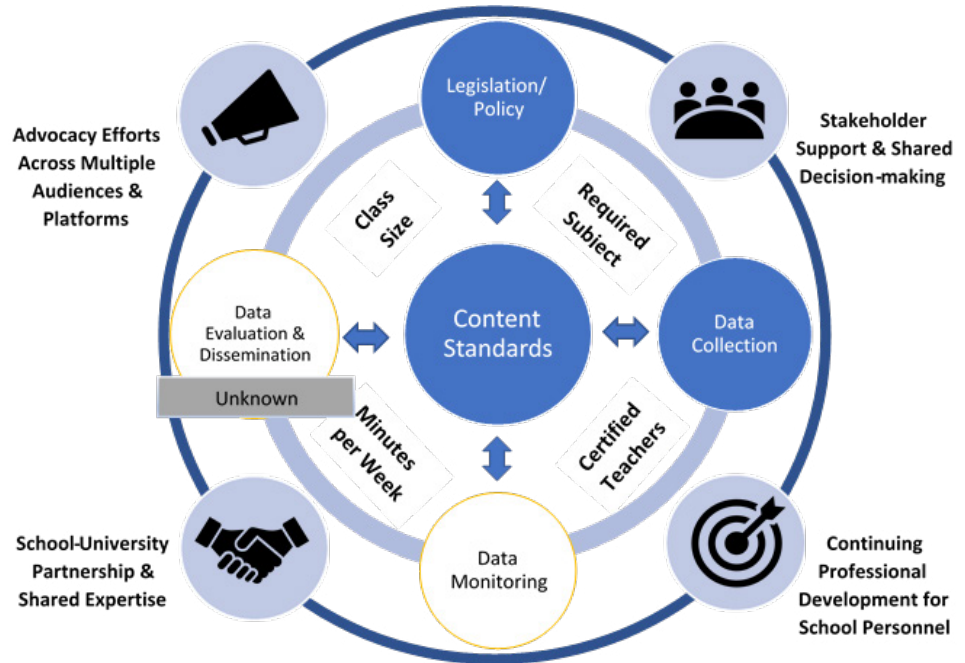 Legislation/
Policy
Advocacy Efforts
Across Multiple
Audiences &
Platforms
Stakeholder
Support & Shared
Decision-making
Class
Size
Required
Subject
Data
Evaluation &
Dissemination
Unknown
Content
Standards
Data
Collection
Minutes
per Week
Certified
Teachers
School-University
Partnership &
Shared Expertise
Data
Monitoring
Continuing
Professional
Development for
School Personnel